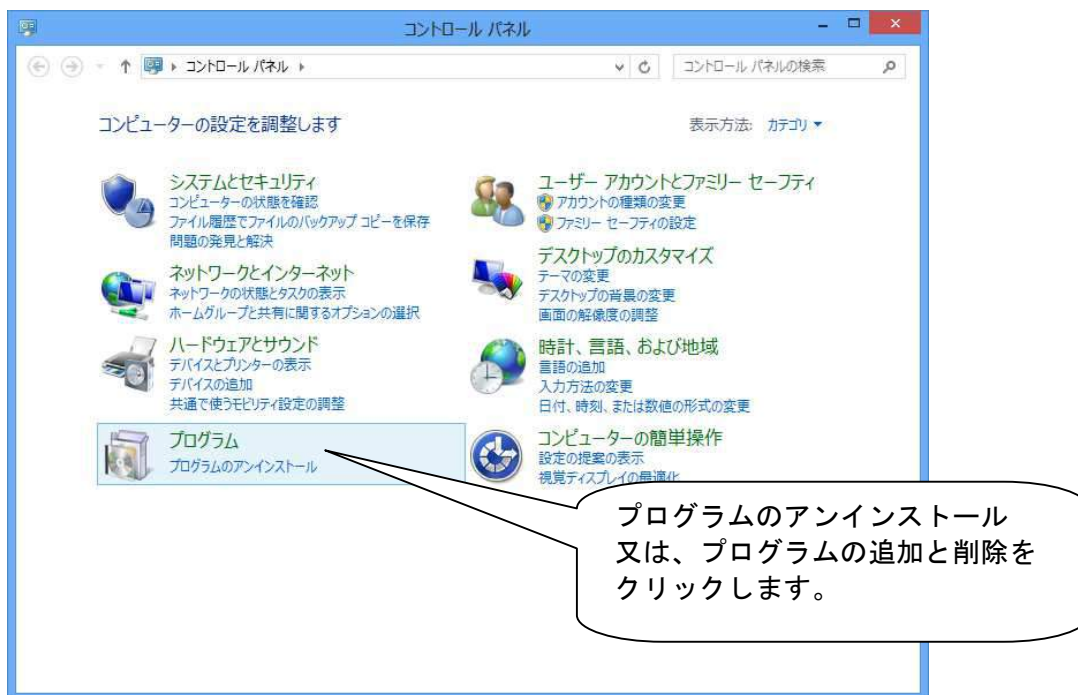 コントロール パネル
コントロール パネル
コントロール パネルの検索
コンピューターの設定を調整します
表示方法: カテゴリ
システムとセキュリティ
コンピューターの状態を確認
ファイル履歴でファイルのバックアップ コピーを保存
問題の発見と解決
ネットワークとインターネット
ネットワークの状態とタスクの表示
ホームグループと共有に関するオプションの選択
ハードウェアとサウンド
デバイスとプリンターの表示
デバイスの追加
共通で使うモビリティ設定の調整
プログラム
プログラムのアンインストール
ユーザー アカウントとファミリー セーフティ
アカウントの種類の変更
ファミリー セーフティの設定
デスクトップのカスタマイズ
テーマの変更
デスクトップの背景の変更
画面の解像度の調整
時計、言語、および地域
言語の追加
入力方法の変更
日付、時刻、または数値の形式の変更
コンピューターの簡単操作
設定の提案の表示
視覚ディスプレイの最適化
プログラムのアンインストール
又は、プログラムの追加と削除を
クリックします。